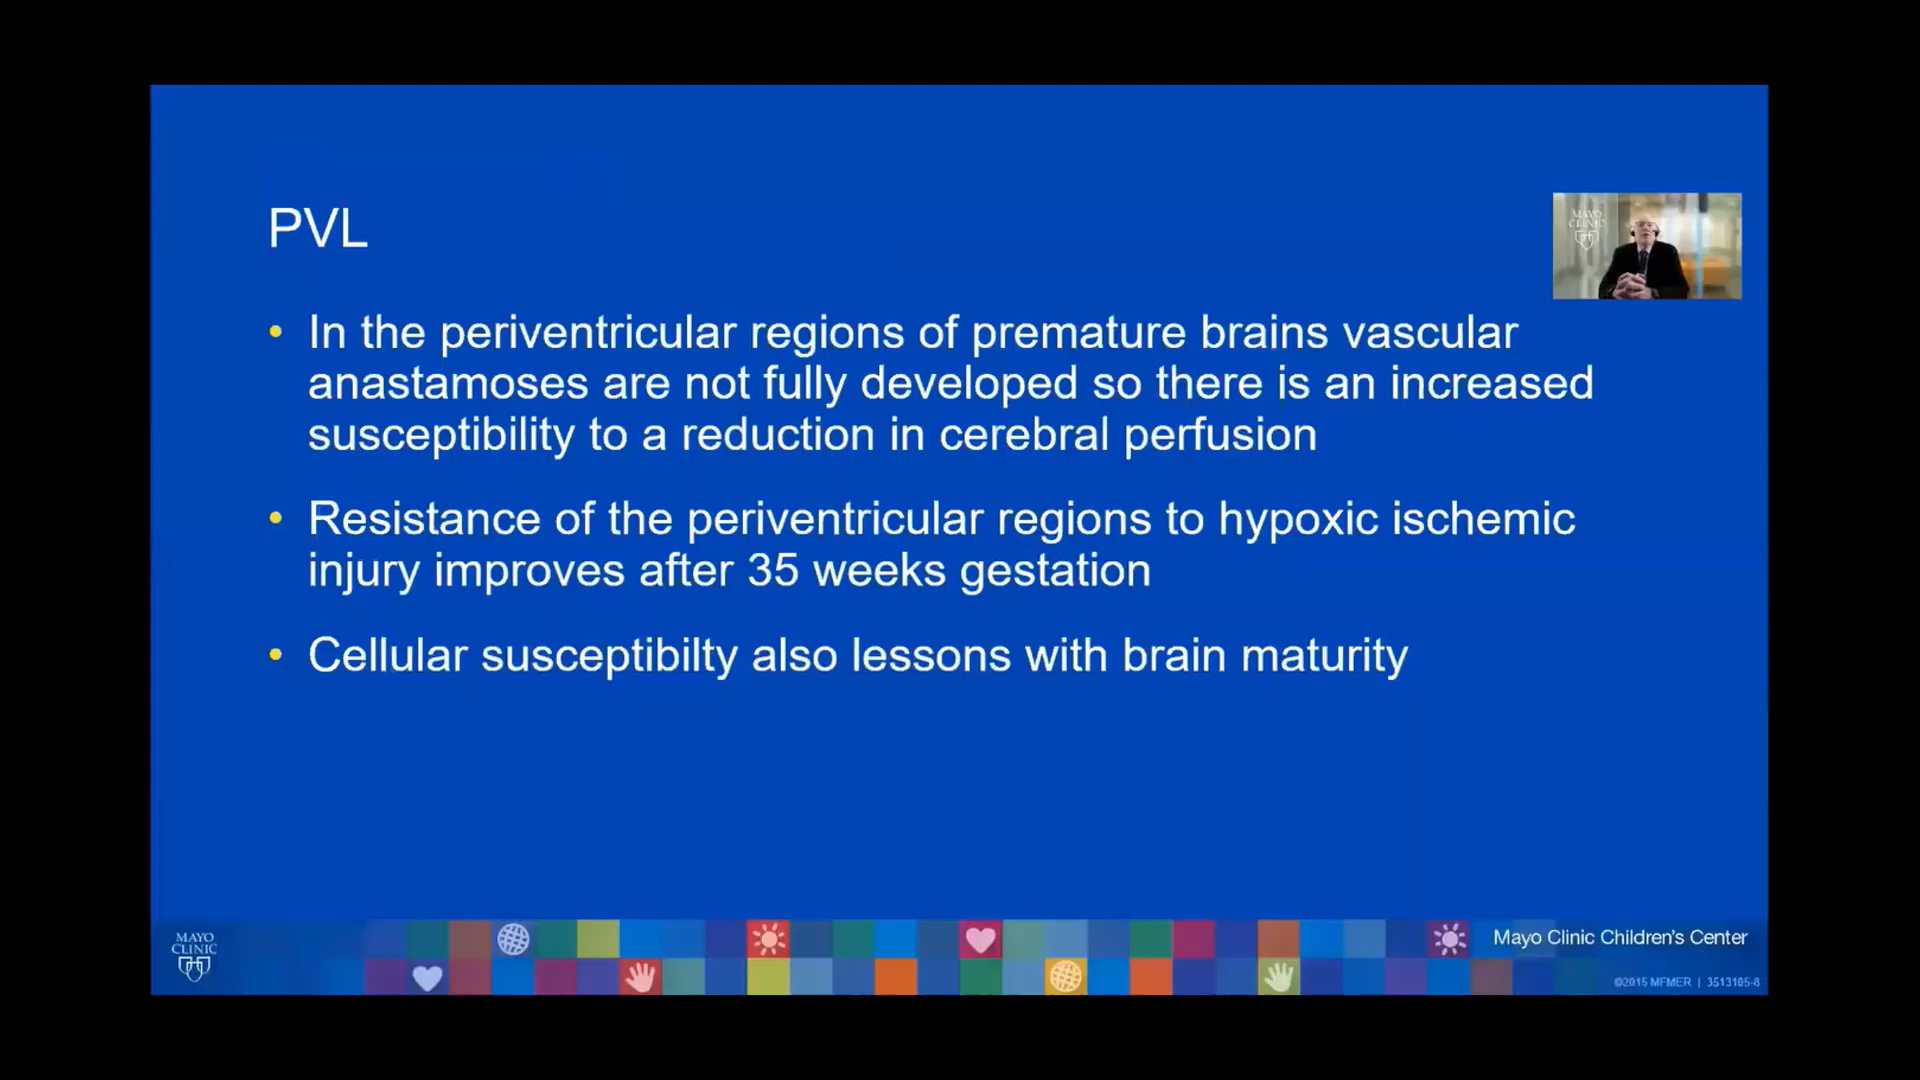 PVL
MAYO
CLINIC
• In the periventricular regions of premature brains vascular
anastamoses are not fully developed so there is an increased
susceptibility to a reduction in cerebral perfusion
• Resistance of the periventricular regions to hypoxic ischemic
injury improves after 35 weeks gestation
• Cellular susceptibilty also lessons with brain maturity
MAYO
CLINIC
Mayo Clinic Children's Center
©2015 MFMER | 3513105-8